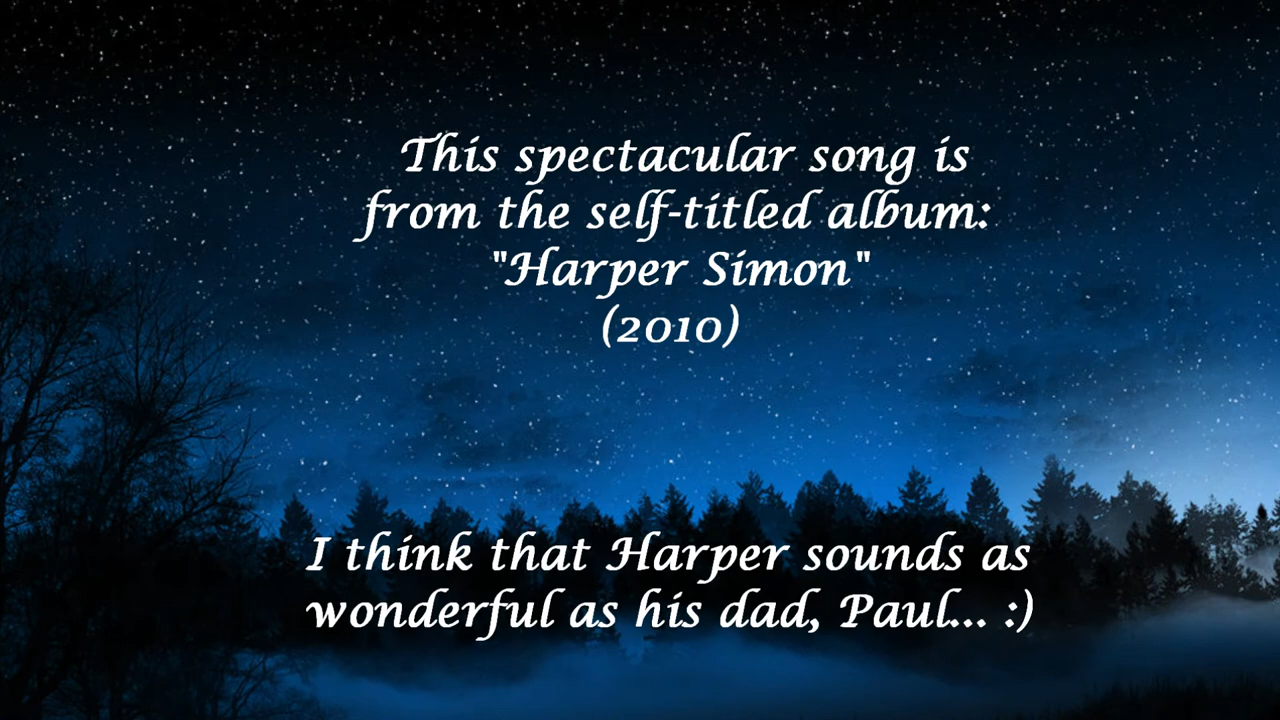 This spectacular song is
from the self-titled album:
"Harper Simon"
(2010)
I think that Harper sounds as
wonderful as his dad, Paul... :)